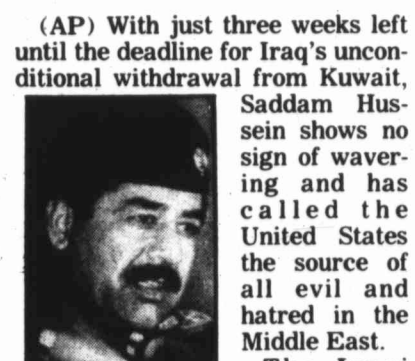 (AP) With just three weeks left
until the deadline for Iraq's uncon-
ditional withdrawal from Kuwait,
Saddam Hus-
sein shows no
sign of waver-
ing and has
called the
United States
the source of
all evil and
hatred in the
Middle East.